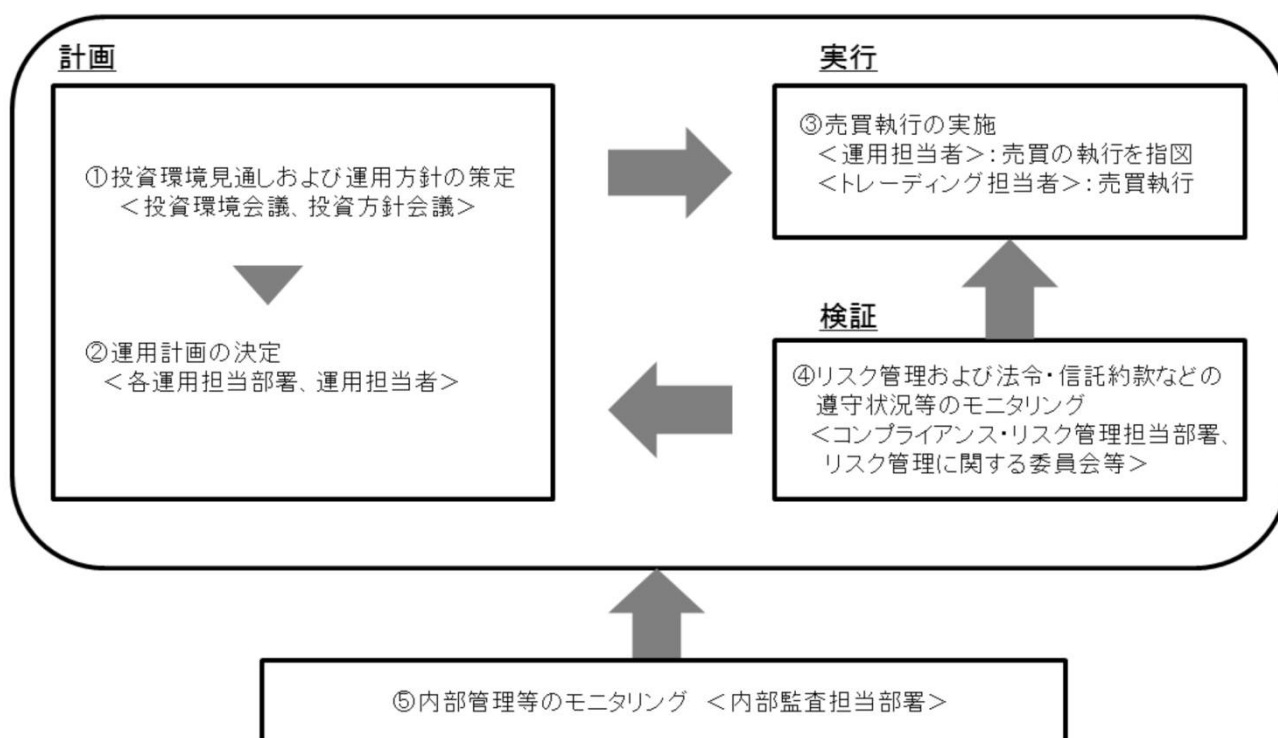 計画
①投資環境見通しおよび運用方針の策定
＜投資環境会議、投資方針会議＞
②運用計画の決定
＜各運用担当部署、運用担当者＞
実行
③売買執行の実施
＜運用担当者＞：売買の執行を指図
＜トレーディング担当者＞：売買執行
検証
④リスク管理および法令・信託約款などの
遵守状況等のモニタリング
＜コンプライアンス・リスク管理担当部署、
リスク管理に関する委員会等＞
⑤内部管理等のモニタリング ＜内部監査担当部署＞